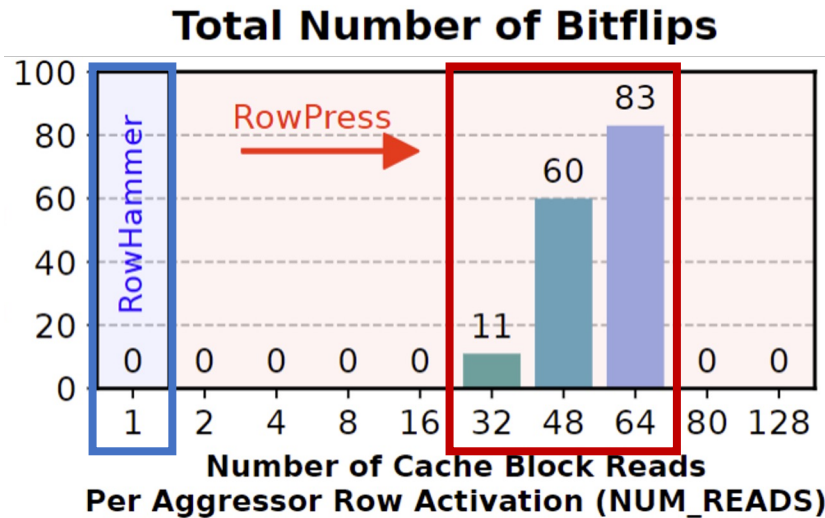 Total Number of Bitflips
100
80
60
40
20
0
RowHammer
RowPress
0 0 0 0 0 11 60 83 0 0
1 2 4 8 16 32 48 64 80 128
Number of Cache Block Reads
Per Aggressor Row Activation (NUM_READS)